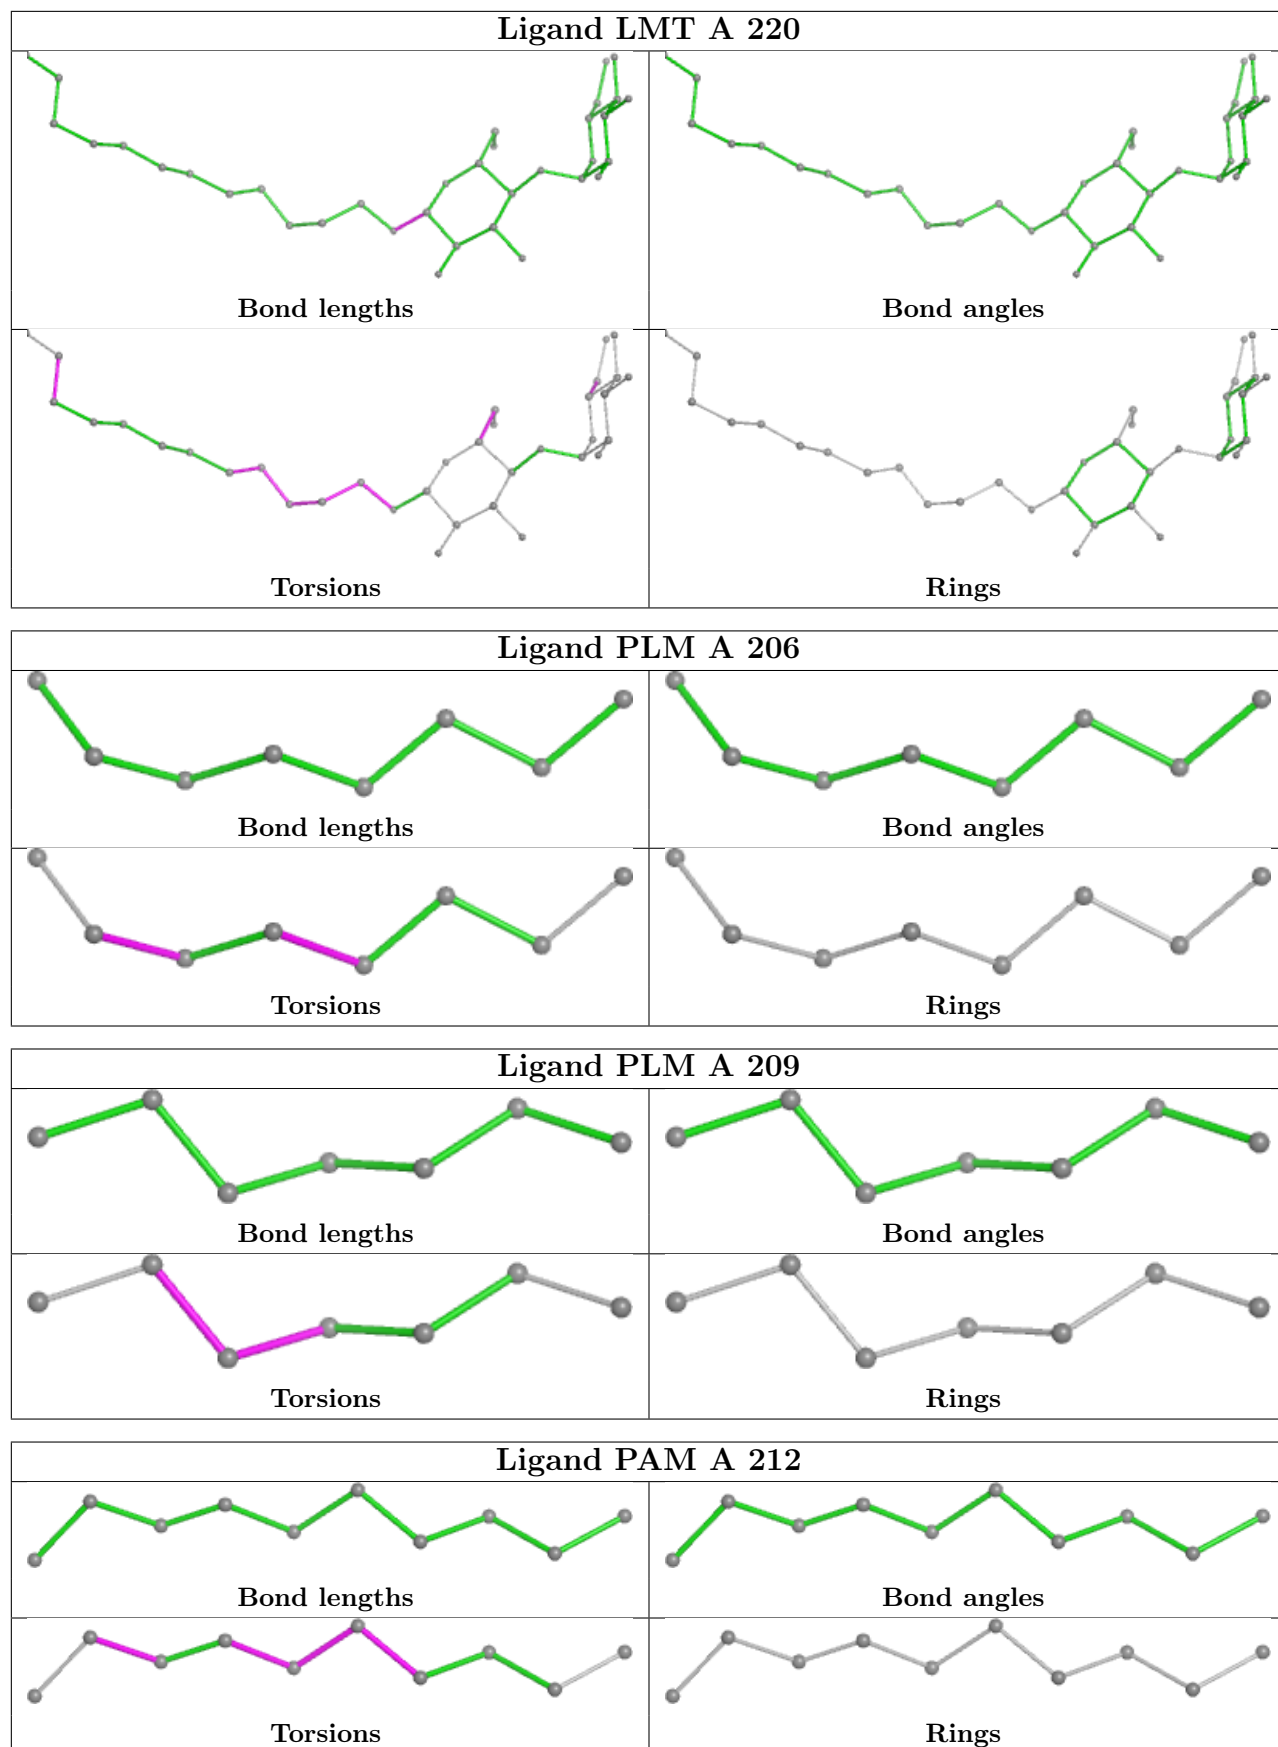 Ligand LMT A 220
Bond lengths
Bond angles
Torsions
Rings
Ligand PLM A 206
Bond lengths
Bond angles
Torsions
Rings
Ligand PLM A 209
Bond lengths
Bond angles
Torsions
Rings
Ligand PAM A 212
Bond lengths
Bond angles
Torsions
Rings